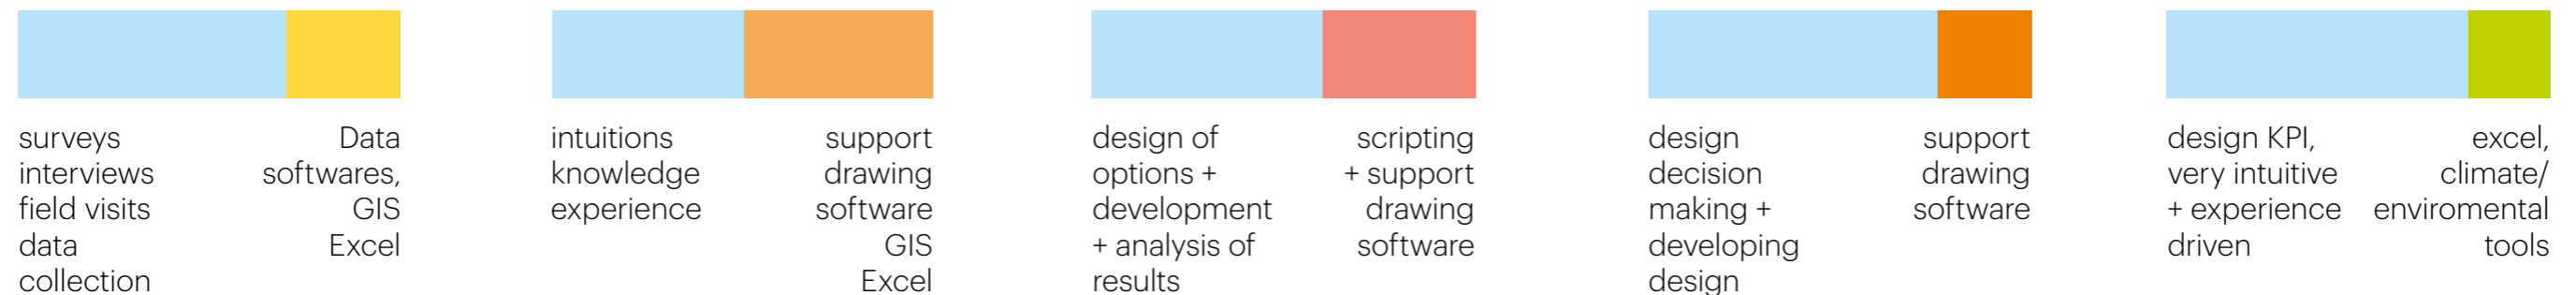 surveys
interviews
field visits
data
collection
Data
softwares,
GIS
Excel
intuitions
knowledge
experience
support
drawing
software
GIS
Excel
design of
options +
development
+ analysis of
results
scripting
+ support
drawing
software
design
decision
making +
developing
design
support
drawing
software
design KPI,
very intuitive
+ experience
driven
excel,
climate/
enviromental
tools